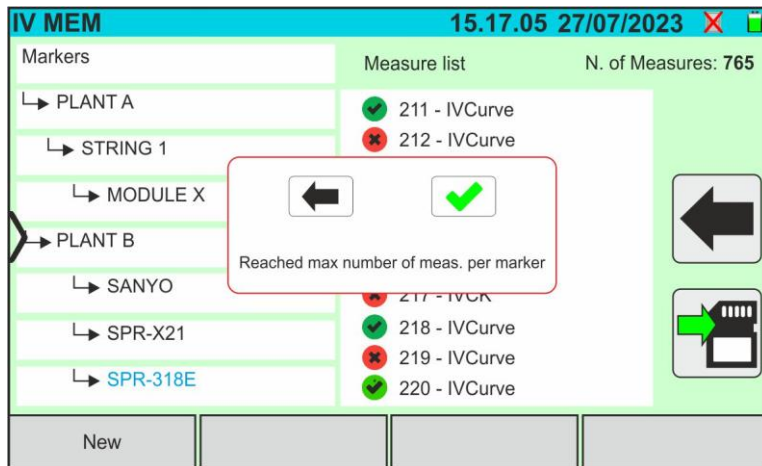 IV MEM 15.17.05 27/07/2023
Markers
PLANT A
STRING 1
MODULE X
PLANT B
SANYO
SPR-X21
SPR-318E
Measure list N. of Measures: 765
211 - IVCurve
212 - IVCurve
Reached max number of meas. per marker
217 - IVCK
218 - IVCurve
219 - IVCurve
220 - IVCurve
New